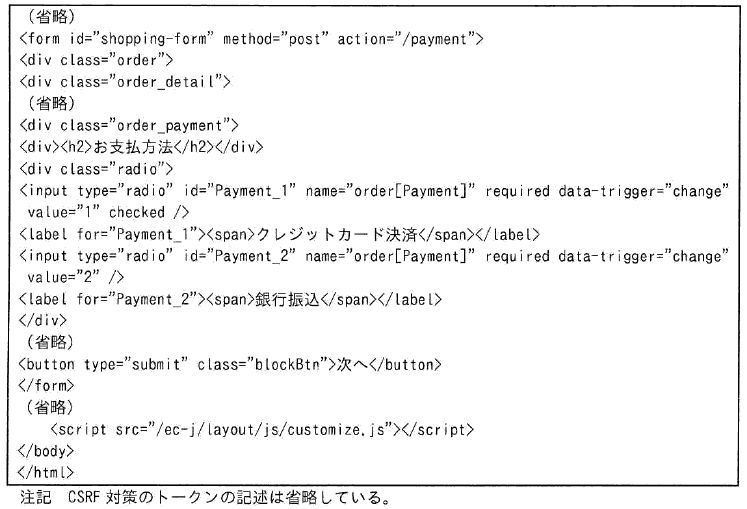 （省略）
<form id="shopping-form" method="post" action="/payment">
<div class="order">
<div class="order_detail">
（省略）
<div class="order_payment">
<div><h2>お支払方法</h2></div>
<div class="radio">
<input type="radio" id="Payment_1" name="order[Payment]" required data-trigger="change"
value="1" checked />
<label for="Payment_1"><span>クレジットカード決済</span></label>
<input type="radio" id="Payment_2" name="order[Payment]" required data-trigger="change"
value="2" />
<label for="Payment_2"><span>銀行振込</span></label>
</div>
（省略）
<button type="submit" class="blockBtn">次へ</button>
</form>
（省略）
<script src="/ec-j/layout/js/customize.js"></script>
</body>
</html>
注記　CSRF 対策のトークンの記述は省略している。